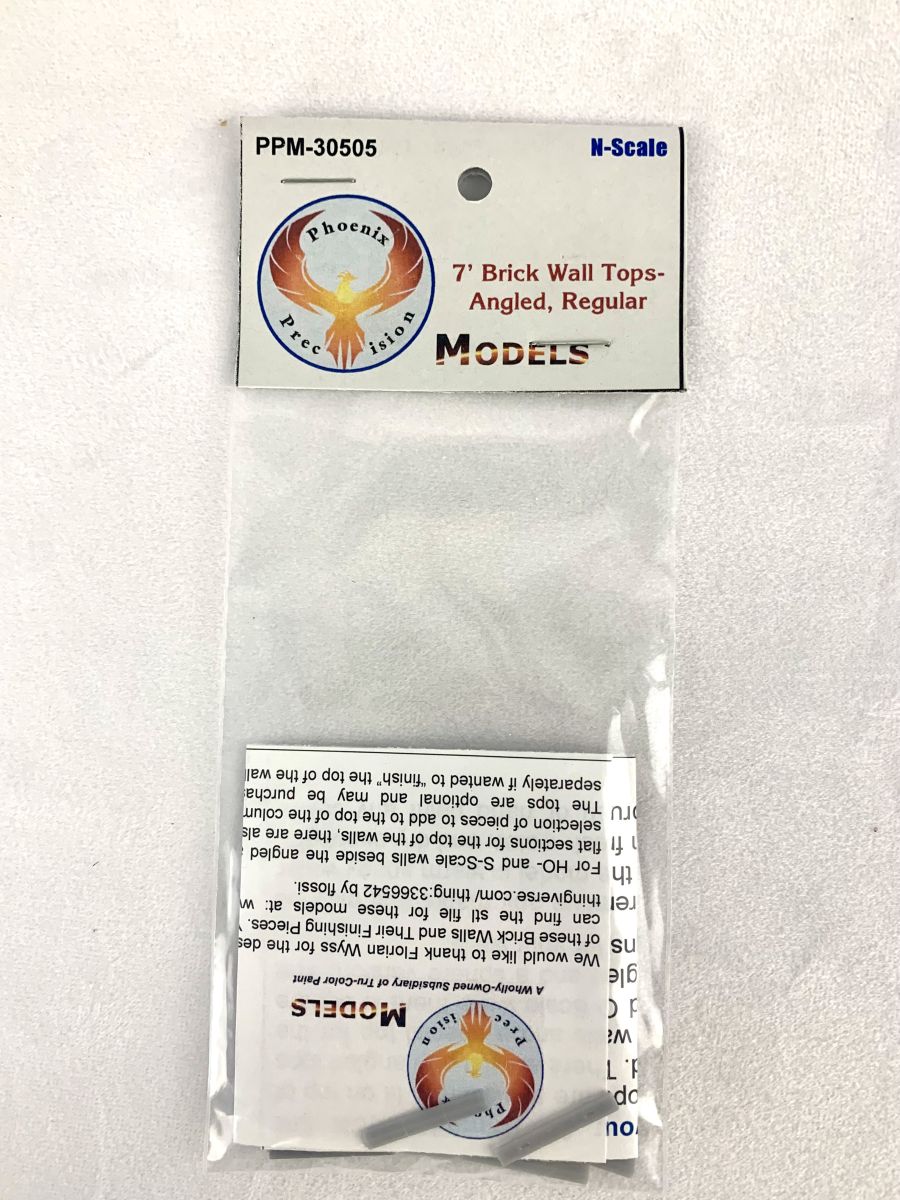 PPM-30505
N-Scale
Phoenix
Precision
7' Brick Wall Tops-
Angled, Regular
MODELS
Phoenix
Precision
MODELS
A Wholly-Owned Subsidiary of Tru-Color Paint
We would like to thank Florian Wyss for the des
of these Brick Walls and Their Finishing Pieces.
can find the stl file for these models at: w
thingiverse.com/ thing:3366542 by flossi.
For HO- and S-Scale walls beside the angled
flat sections for the top of the walls, there are als
selection of pieces to add to the top of the colum
The tops are optional and may be purchas
separately if wanted to "finish" the top of the wal